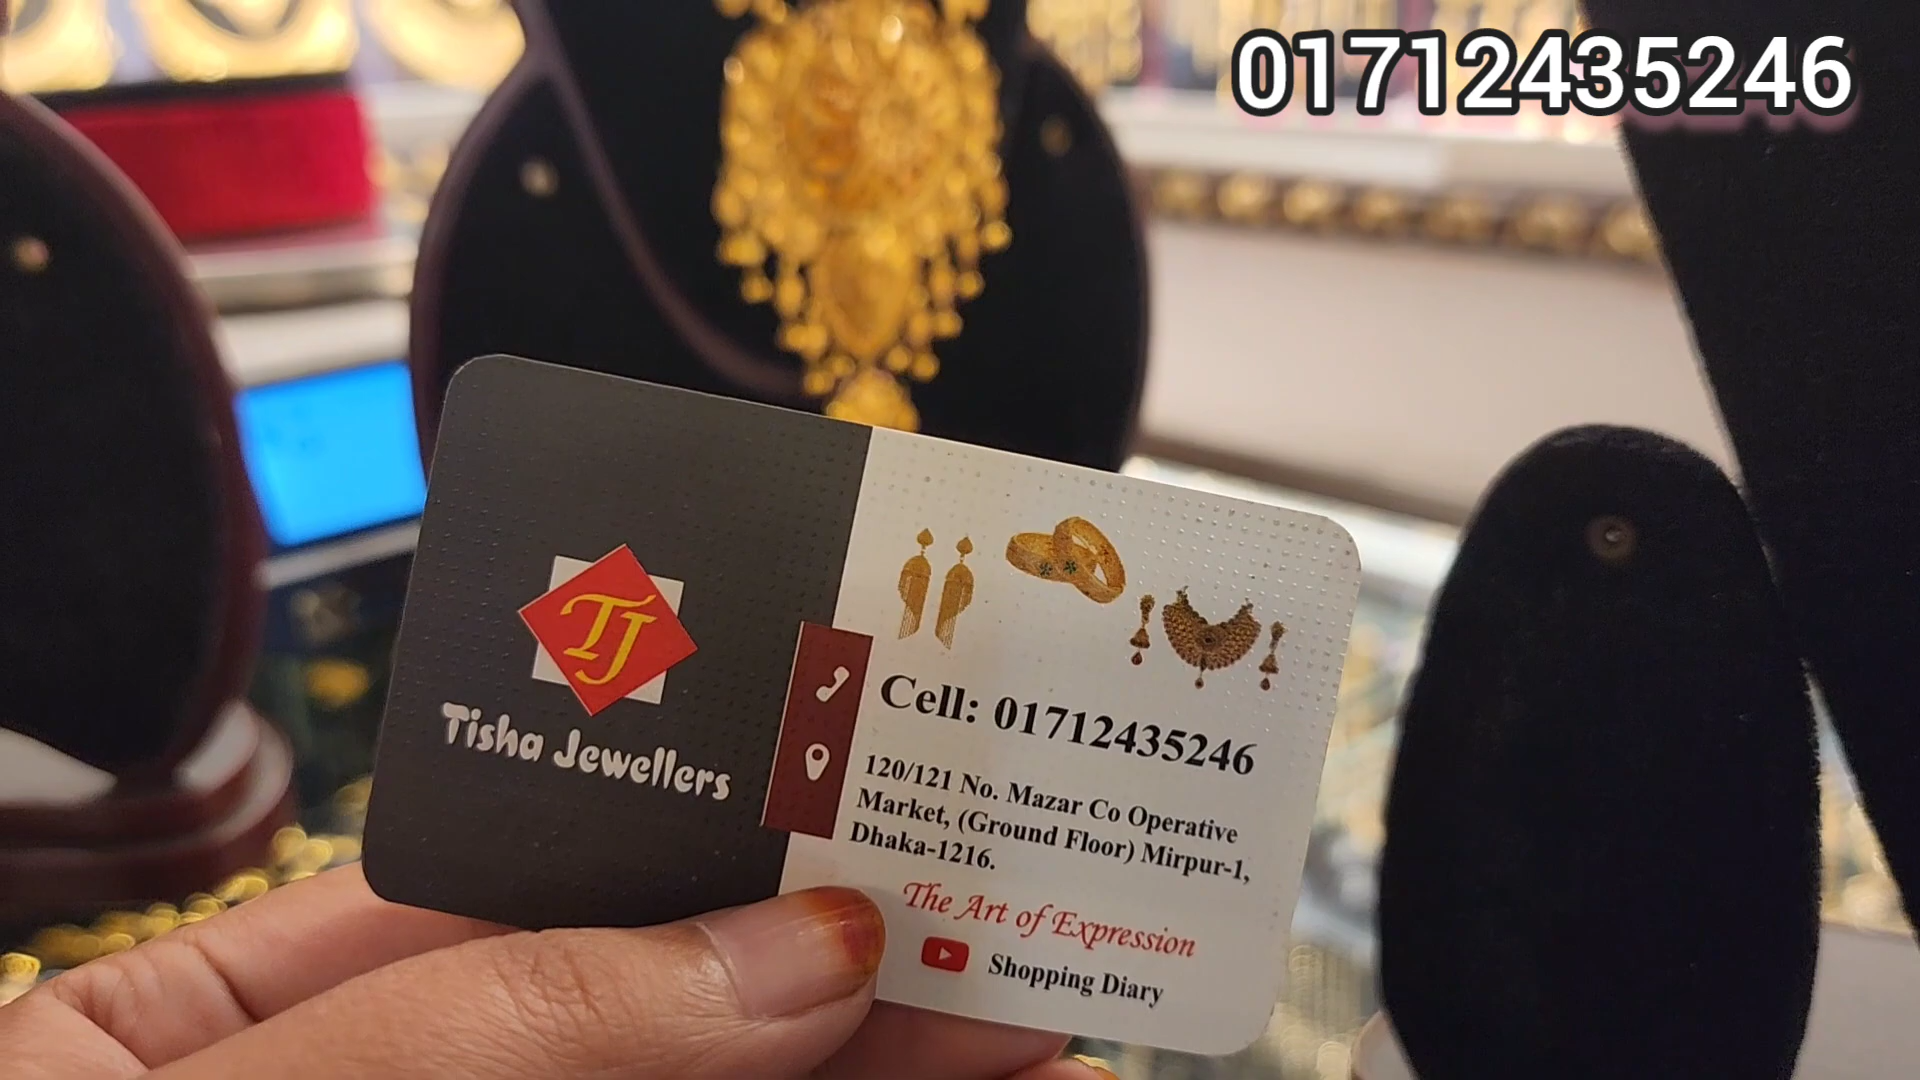 01712435246
TJ
Tisha Jewellers
Cell: 01712435246
120/121 No. Mazar Co Operative
Market, (Ground Floor) Mirpur-1,
Dhaka-1216.
The Art of Expression
Shopping Diary